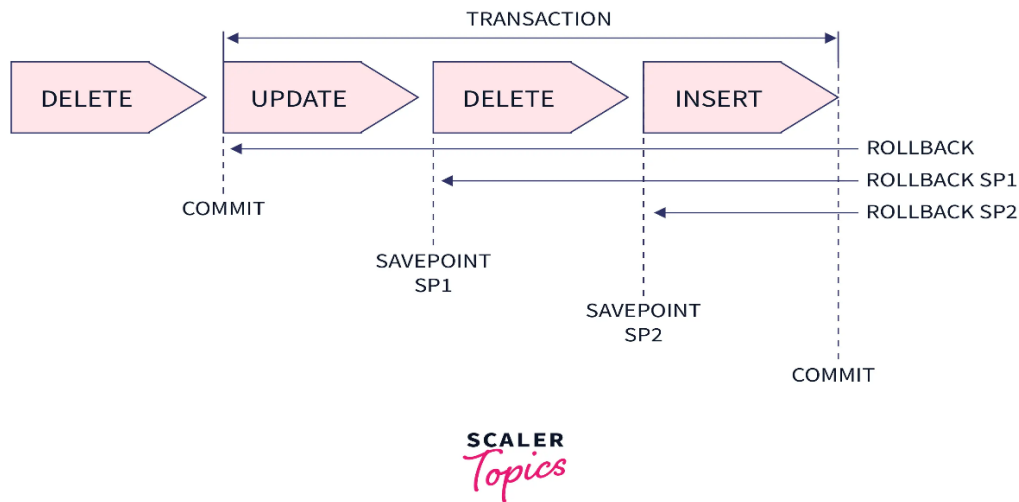 TRANSACTION
DELETE
UPDATE
DELETE
INSERT
ROLLBACK
ROLLBACK SP1
ROLLBACK SP2
COMMIT
SAVEPOINT
SP1
SAVEPOINT
SP2
COMMIT
SCALER
Topics